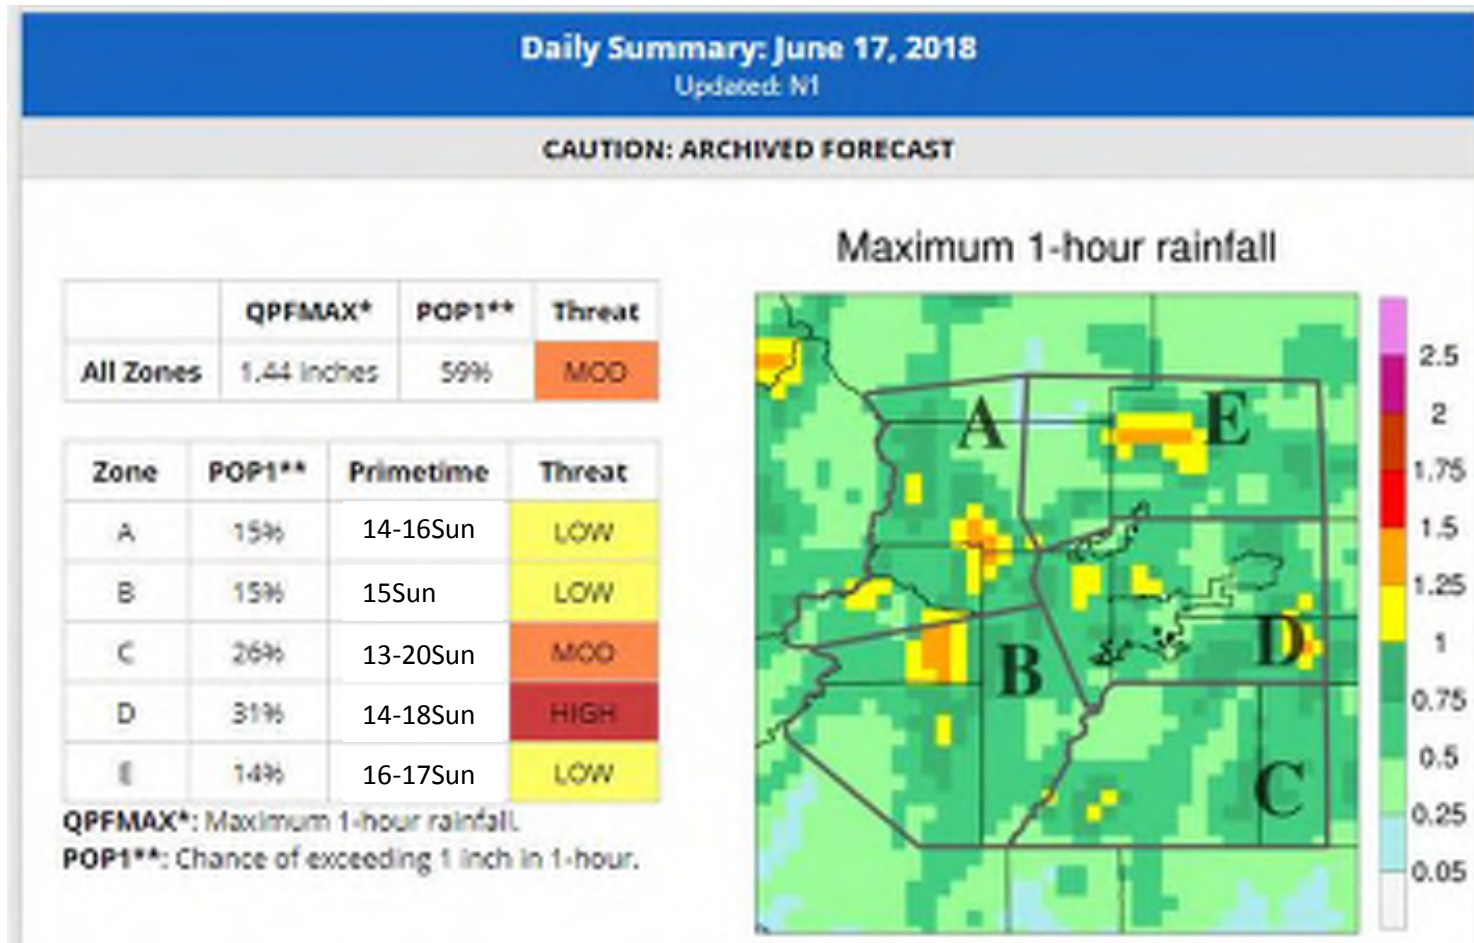 Daily Summary: June 17, 2018
Updated: N1
CAUTION: ARCHIVED FORECAST
QPFMAX* POP1** Threat
All Zones 1.44 inches 59% MOD
Zone POP1** Primetime Threat
A 15% 14-16Sun LOW
B 15% 15Sun LOW
C 26% 13-20Sun MOD
D 31% 14-18Sun HIGH
E 14% 16-17Sun LOW
QPFMAX*: Maximum 1-hour rainfall.
POP1**: Chance of exceeding 1 inch in 1-hour.
Maximum 1-hour rainfall
A
E
B
D
C
2.5
2
1.75
1.5
1.25
1
0.75
0.5
0.25
0.05